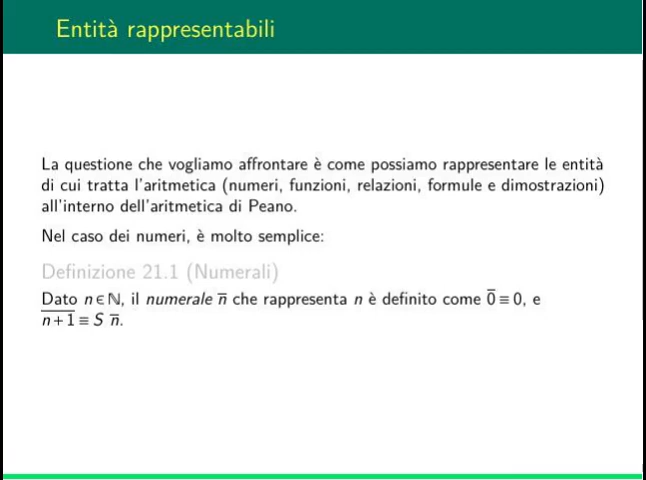 Entità rappresentabili
La questione che vogliamo affrontare è come possiamo rappresentare le entità
di cui tratta l'aritmetica (numeri, funzioni, relazioni, formule e dimostrazioni)
all'interno dell'aritmetica di Peano.
Nel caso dei numeri, è molto semplice:
Definizione 21.1 (Numerali)
Dato n ∈ ℕ, il numerale n̅ che rappresenta n è definito come 0̅ ≡ 0, e
n̅ ̅+̅ ̅1̅ ≡ S n̅.